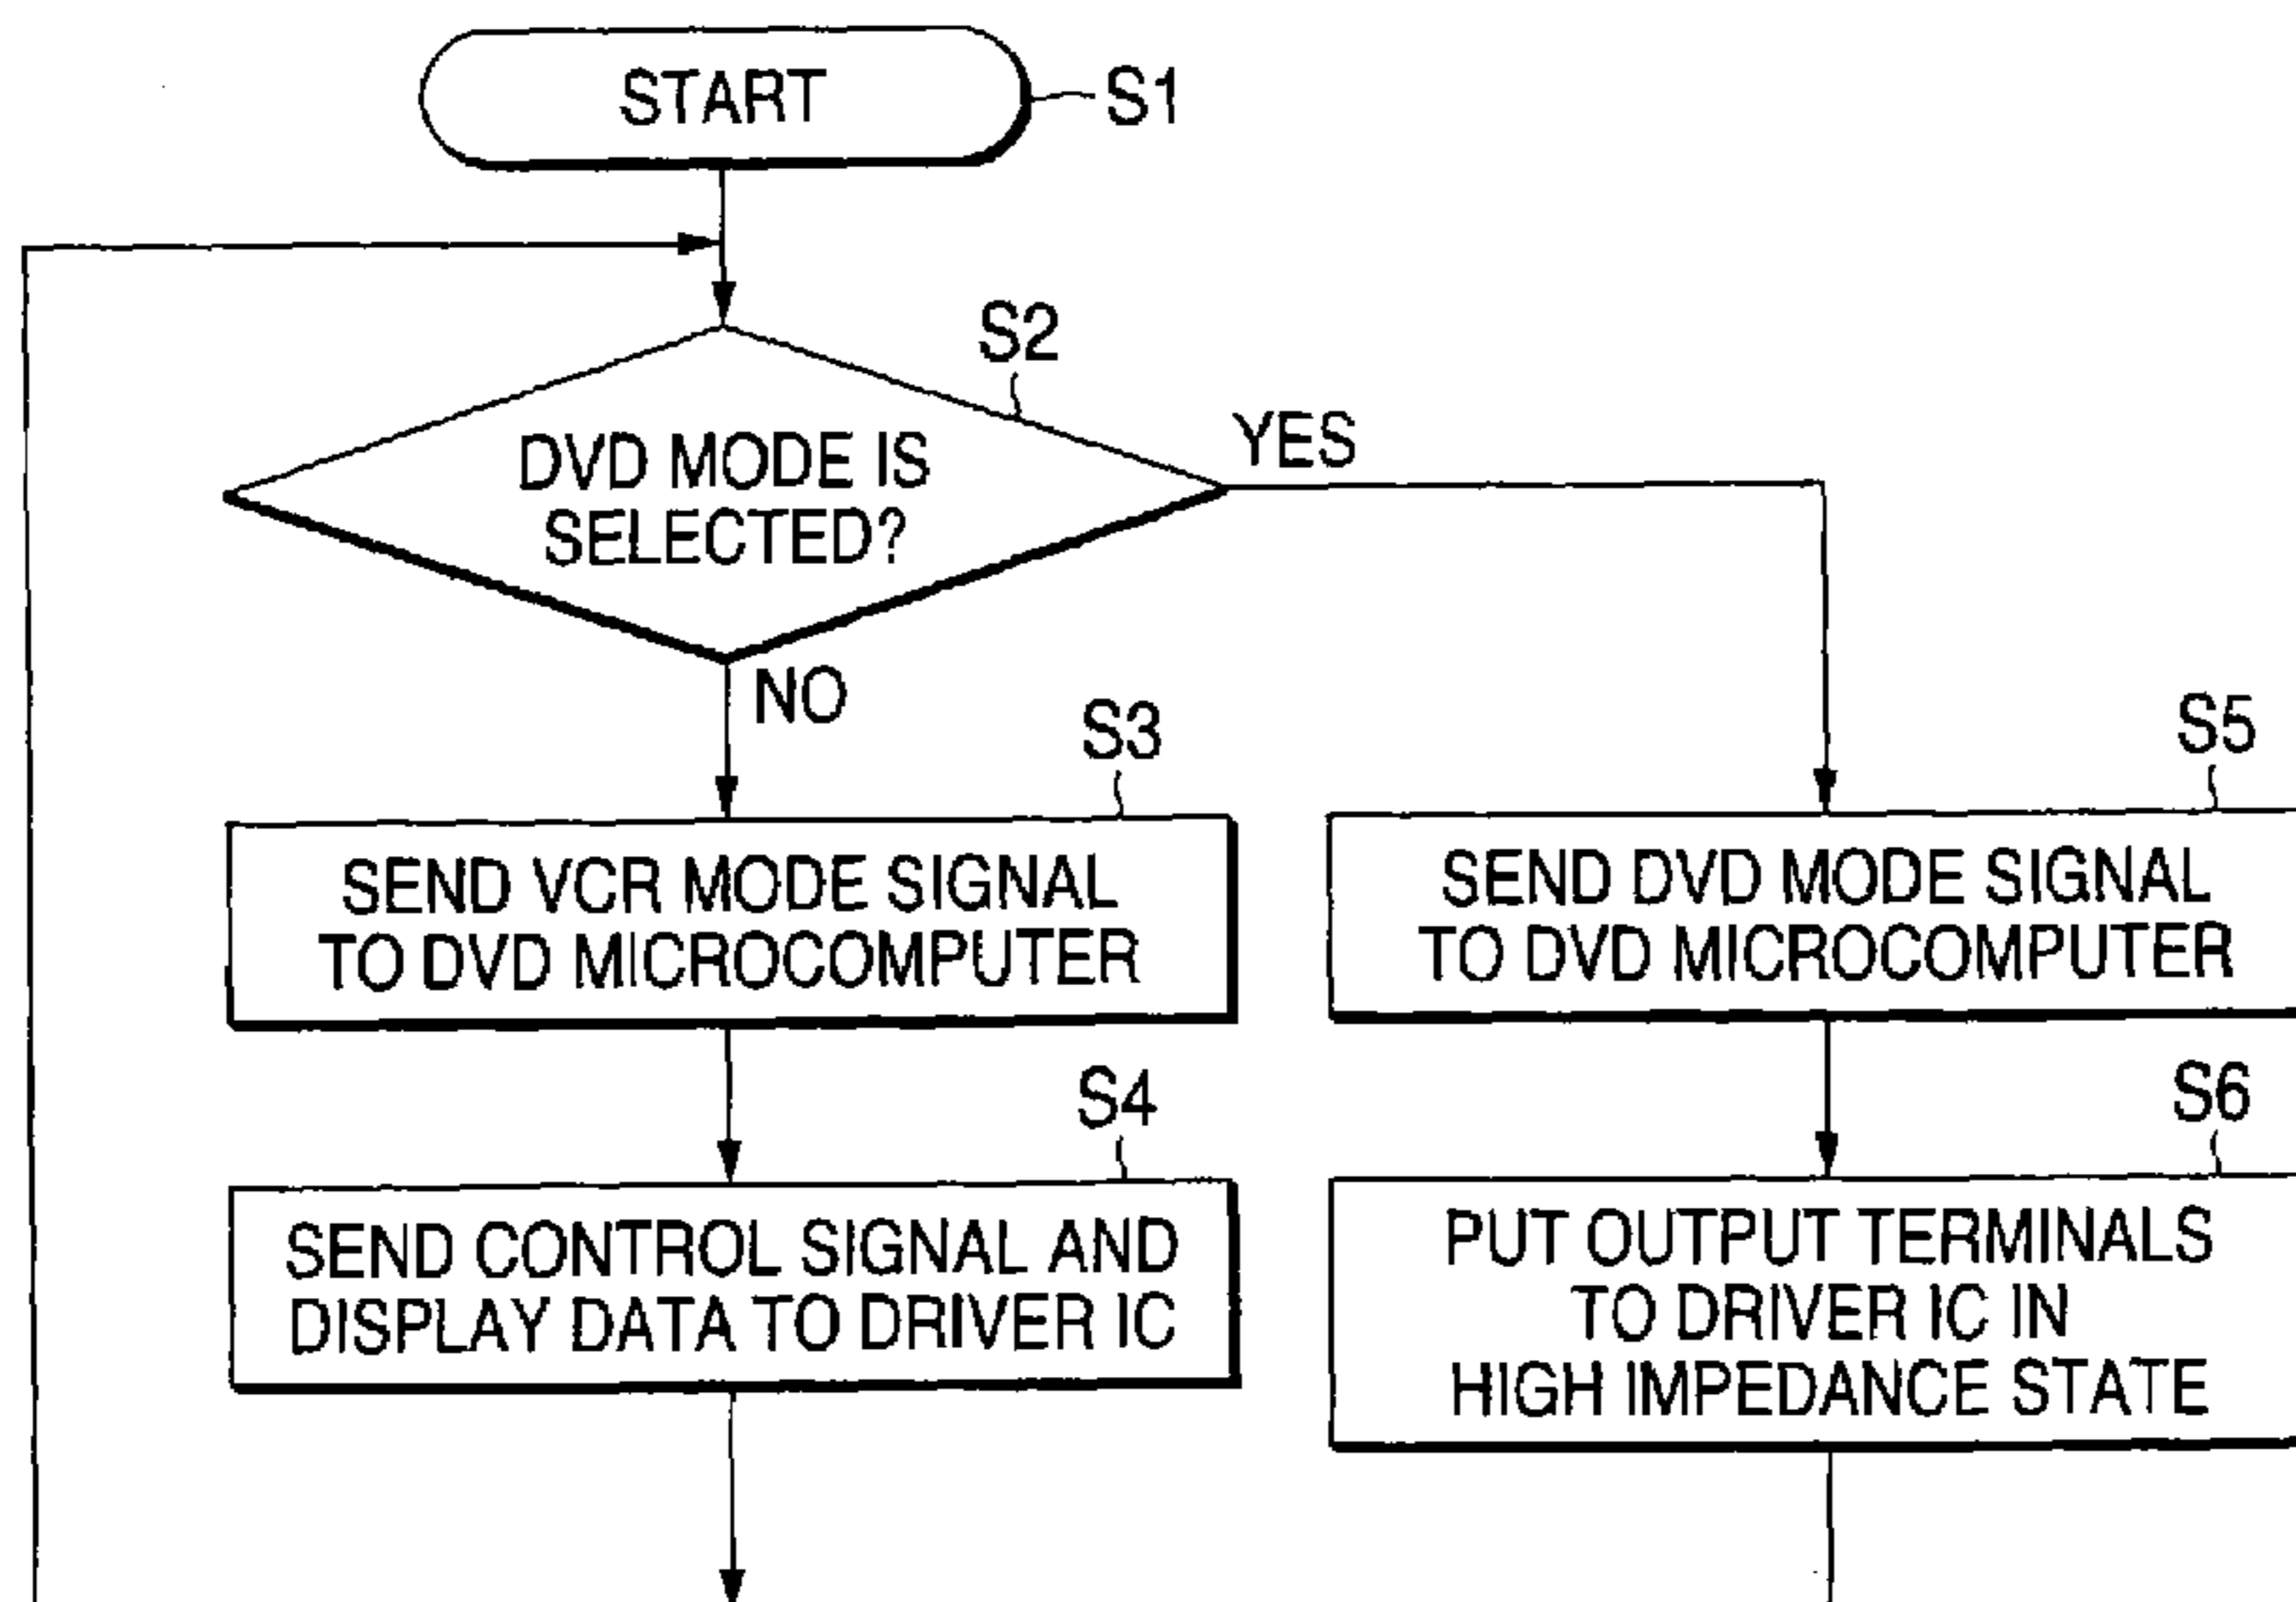 START
S1
S2
DVD MODE IS
SELECTED?
YES
NO
S3
SEND VCR MODE SIGNAL
TO DVD MICROCOMPUTER
S5
SEND DVD MODE SIGNAL
TO DVD MICROCOMPUTER
S4
SEND CONTROL SIGNAL AND
DISPLAY DATA TO DRIVER IC
S6
PUT OUTPUT TERMINALS
TO DRIVER IC IN
HIGH IMPEDANCE STATE